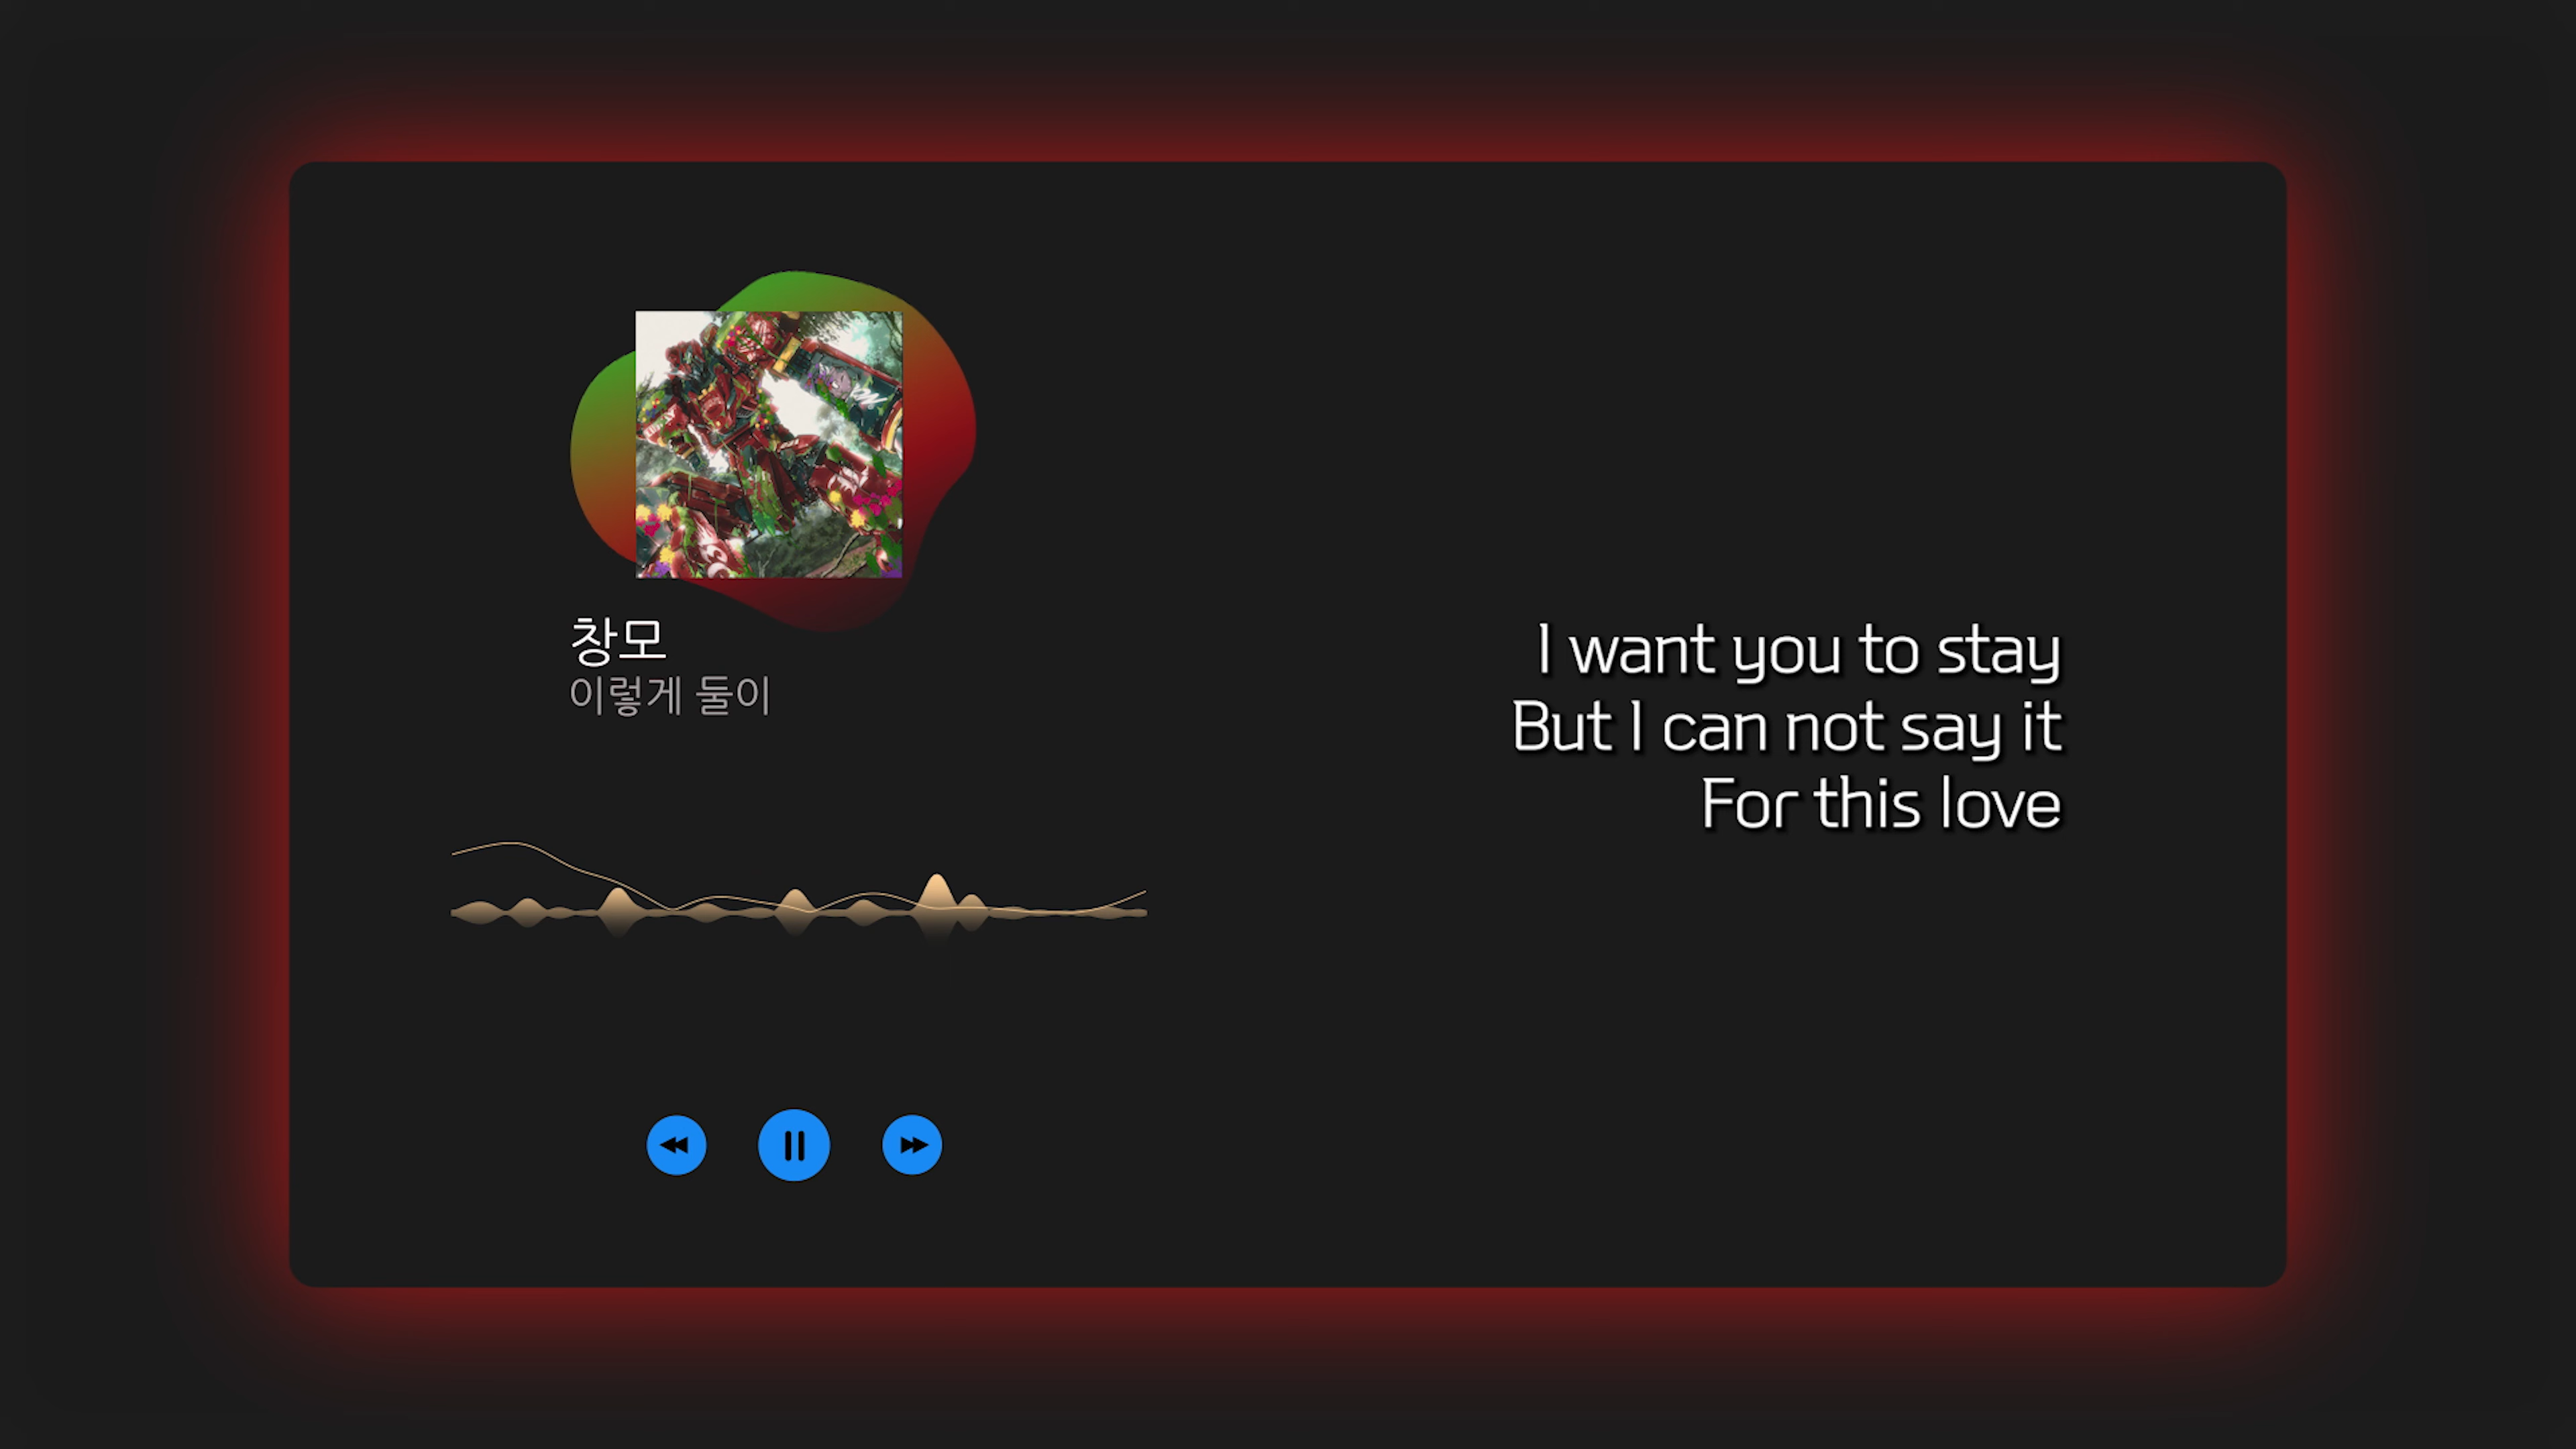 창모
이렇게 둘이
I want you to stay
But I can not say it
For this love